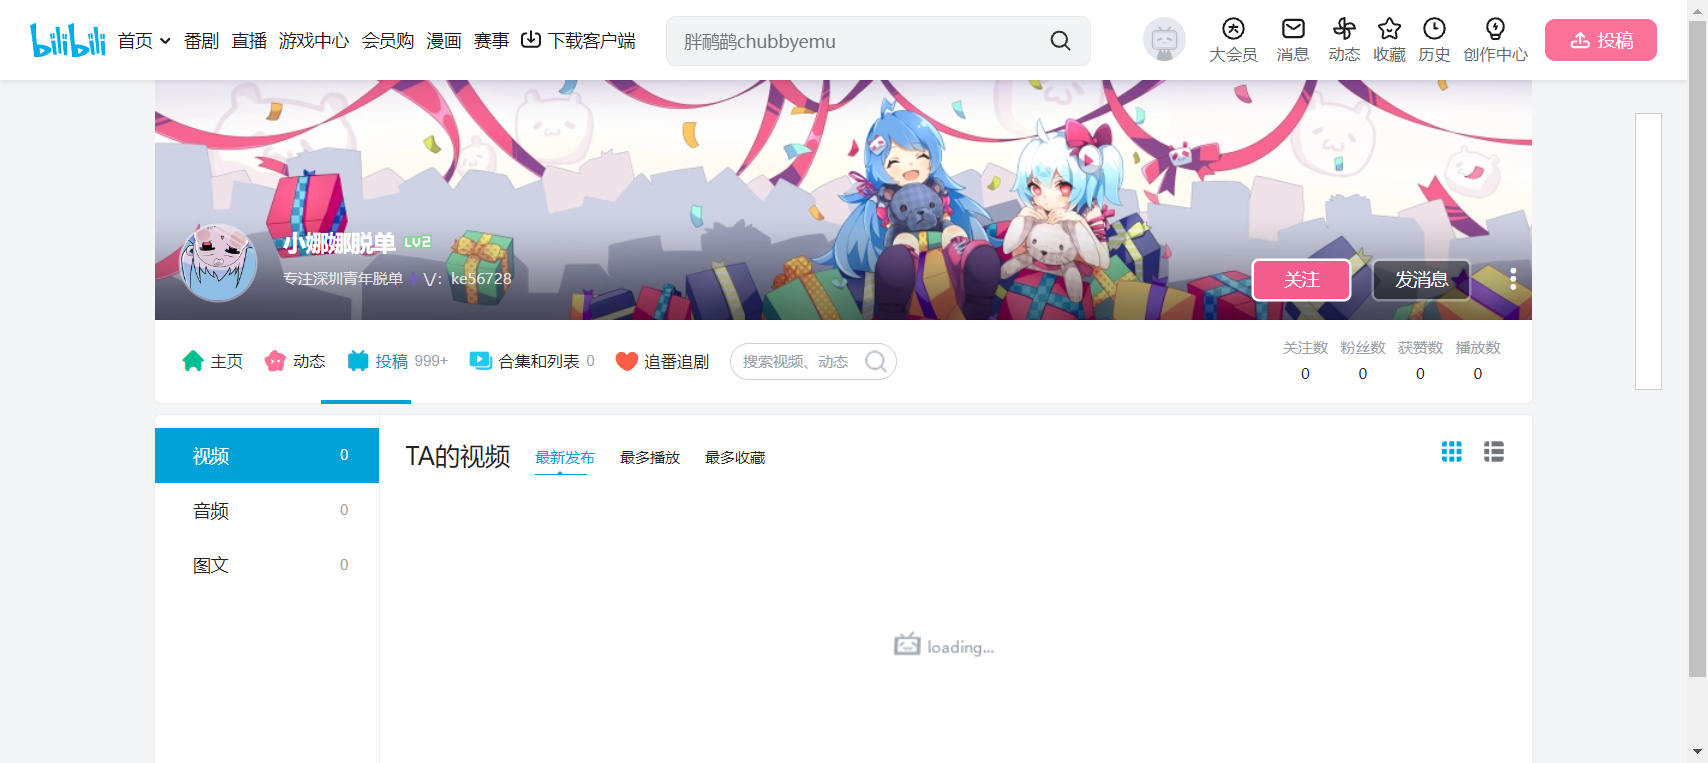 bilibili 首页 番剧 直播 游戏中心 会员购 漫画 赛事 下载客户端 胖鸸鹋chubbyemu 大会员 消息 动态 收藏 历史 创作中心 投稿
小娜娜脱单 LV2
专注深圳青年脱单 + \/：ke56728
关注 发消息
主页 动态 投稿 999+ 合集和列表 0 追番追剧 搜索视频、动态
关注数 粉丝数 获赞数 播放数
0 0 0 0
视频 0
音频 0
图文 0
TA的视频 最新发布 最多播放 最多收藏
loading...